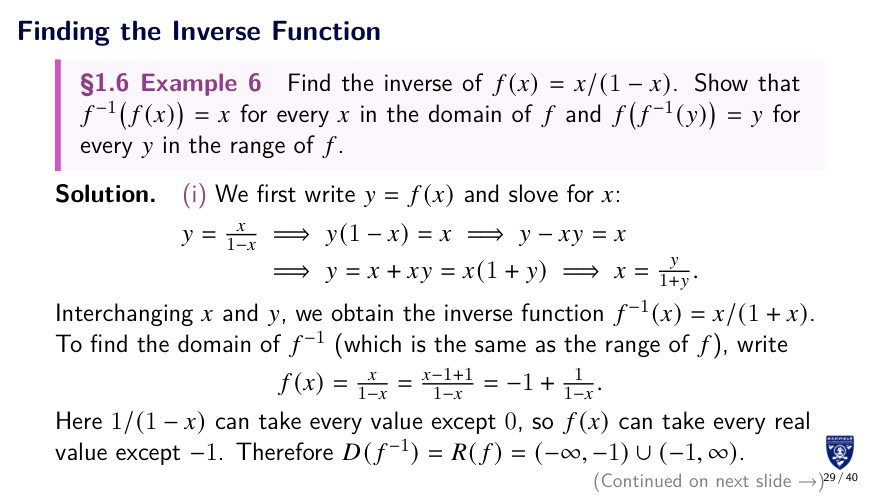 Finding the Inverse Function
§1.6 Example 6 Find the inverse of f(x) = x/(1 − x). Show that
f⁻¹(f(x)) = x for every x in the domain of f and f(f⁻¹(y)) = y for
every y in the range of f.
Solution. (i) We first write y = f(x) and slove for x:
y = x/(1−x) ⟹ y(1 − x) = x ⟹ y − xy = x
⟹ y = x + xy = x(1 + y) ⟹ x = y/(1+y).
Interchanging x and y, we obtain the inverse function f⁻¹(x) = x/(1 + x).
To find the domain of f⁻¹ (which is the same as the range of f), write
f(x) = x/(1−x) = (x−1+1)/(1−x) = −1 + 1/(1−x).
Here 1/(1 − x) can take every value except 0, so f(x) can take every real
value except −1. Therefore D(f⁻¹) = R(f) = (−∞, −1) ∪ (−1, ∞).
(Continued on next slide →)
29 / 40